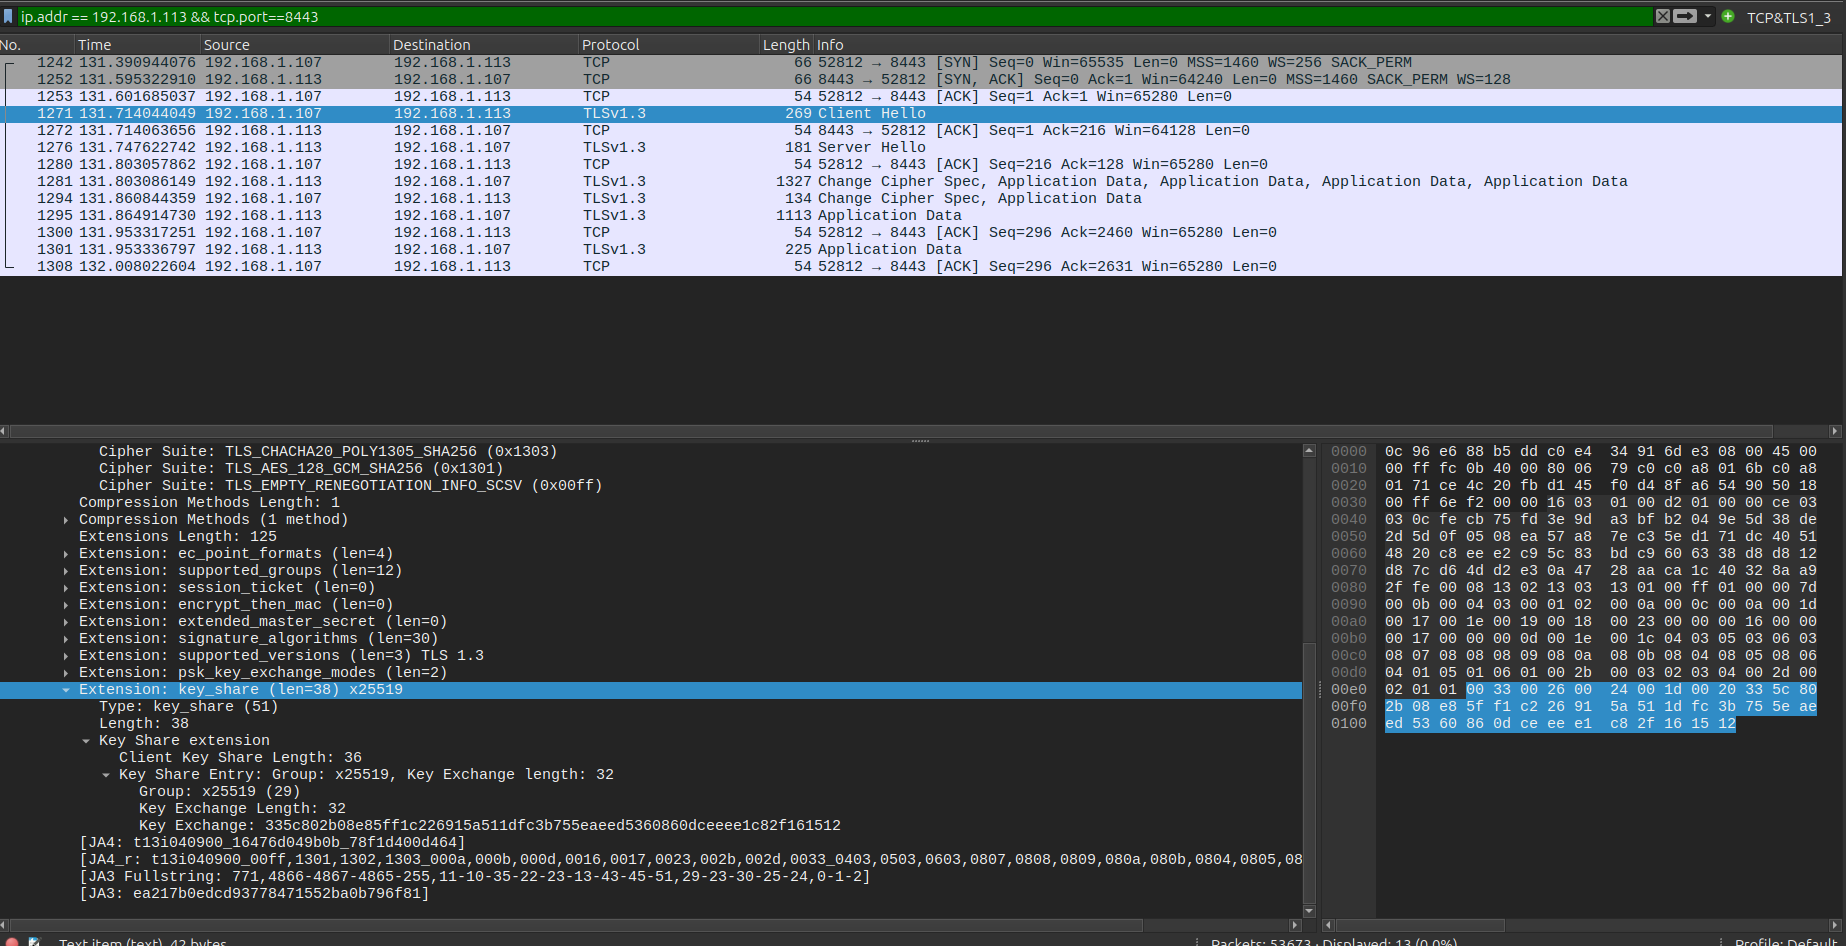 ip.addr == 192.168.1.113 && tcp.port==8443 TCP&TLS1_3
No. Time Source Destination Protocol Length Info
1242 131.390944076 192.168.1.107 192.168.1.113 TCP 66 52812 → 8443 [SYN] Seq=0 Win=65535 Len=0 MSS=1460 WS=256 SACK_PERM
1252 131.595322910 192.168.1.113 192.168.1.107 TCP 66 8443 → 52812 [SYN, ACK] Seq=0 Ack=1 Win=64240 Len=0 MSS=1460 SACK_PERM WS=128
1253 131.601685037 192.168.1.107 192.168.1.113 TCP 54 52812 → 8443 [ACK] Seq=1 Ack=1 Win=65280 Len=0
1271 131.714044049 192.168.1.107 192.168.1.113 TLSv1.3 269 Client Hello
1272 131.714063656 192.168.1.113 192.168.1.107 TCP 54 8443 → 52812 [ACK] Seq=1 Ack=216 Win=64128 Len=0
1276 131.747622742 192.168.1.113 192.168.1.107 TLSv1.3 181 Server Hello
1280 131.803057862 192.168.1.107 192.168.1.113 TCP 54 52812 → 8443 [ACK] Seq=216 Ack=128 Win=65280 Len=0
1281 131.803086149 192.168.1.113 192.168.1.107 TLSv1.3 1327 Change Cipher Spec, Application Data, Application Data, Application Data, Application Data
1294 131.860844359 192.168.1.107 192.168.1.113 TLSv1.3 134 Change Cipher Spec, Application Data
1295 131.864914730 192.168.1.113 192.168.1.107 TLSv1.3 1113 Application Data
1300 131.953317251 192.168.1.107 192.168.1.113 TCP 54 52812 → 8443 [ACK] Seq=296 Ack=2460 Win=65280 Len=0
1301 131.953336797 192.168.1.113 192.168.1.107 TLSv1.3 225 Application Data
1308 132.008022604 192.168.1.107 192.168.1.113 TCP 54 52812 → 8443 [ACK] Seq=296 Ack=2631 Win=65280 Len=0
Cipher Suite: TLS_CHACHA20_POLY1305_SHA256 (0x1303)
Cipher Suite: TLS_AES_128_GCM_SHA256 (0x1301)
Cipher Suite: TLS_EMPTY_RENEGOTIATION_INFO_SCSV (0x00ff)
Compression Methods Length: 1
Compression Methods (1 method)
Extensions Length: 125
Extension: ec_point_formats (len=4)
Extension: supported_groups (len=12)
Extension: session_ticket (len=0)
Extension: encrypt_then_mac (len=0)
Extension: extended_master_secret (len=0)
Extension: signature_algorithms (len=30)
Extension: supported_versions (len=3) TLS 1.3
Extension: psk_key_exchange_modes (len=2)
Extension: key_share (len=38) x25519
Type: key_share (51)
Length: 38
Key Share extension
Client Key Share Length: 36
Key Share Entry: Group: x25519, Key Exchange length: 32
Group: x25519 (29)
Key Exchange Length: 32
Key Exchange: 335c802b08e85ff1c226915a511dfc3b755eaeed5360860dceeee1c82f161512
[JA4: t13i040900_16476d049b0b_78f1d400d464]
[JA4_r: t13i040900_00ff,1301,1302,1303_000a,000b,000d,0016,0017,0023,002b,002d,0033_0403,0503,0603,0807,0808,0809,080a,080b,0804,0805,08
[JA3 Fullstring: 771,4866-4867-4865-255,11-10-35-22-23-13-43-45-51,29-23-30-25-24,0-1-2]
[JA3: ea217b0edcd93778471552ba0b796f81]
0000 0c 96 e6 88 b5 dd c0 e4 34 91 6d e3 08 00 45 00
0010 00 ff fc 0b 40 00 80 06 79 c0 c0 a8 01 6b c0 a8
0020 01 71 ce 4c 20 fb d1 45 f0 d4 8f a6 54 90 50 18
0030 00 ff 6e f2 00 00 16 03 01 00 d2 01 00 00 ce 03
0040 03 0c fe cb 75 fd 3e 9d a3 bf b2 04 9e 5d 38 de
0050 2d 5d 0f 05 08 ea 57 a8 7e c3 5e d1 71 dc 40 51
0060 48 20 c8 ee e2 c9 5c 83 bd c9 60 63 38 d8 d8 12
0070 d8 7c d6 4d d2 e3 0a 47 28 aa ca 1c 40 32 8a a9
0080 2f fe 00 08 13 02 13 03 13 01 00 ff 01 00 00 7d
0090 00 0b 00 04 03 00 01 02 00 0a 00 0c 00 0a 00 1d
00a0 00 17 00 1e 00 19 00 18 00 23 00 00 00 16 00 00
00b0 00 17 00 00 00 0d 00 1e 00 1c 04 03 05 03 06 03
00c0 08 07 08 08 08 09 08 0a 08 0b 08 04 08 05 08 06
00d0 04 01 05 01 06 01 00 2b 00 03 02 03 04 00 2d 00
00e0 02 01 01 00 33 00 26 00 24 00 1d 00 20 33 5c 80
00f0 2b 08 e8 5f f1 c2 26 91 5a 51 1d fc 3b 75 5e ae
0100 ed 53 60 86 0d ce ee e1 c8 2f 16 15 12
Text item (text), 42 bytes Packets: 53673 · Displayed: 13 (0.0%) Profile: Default